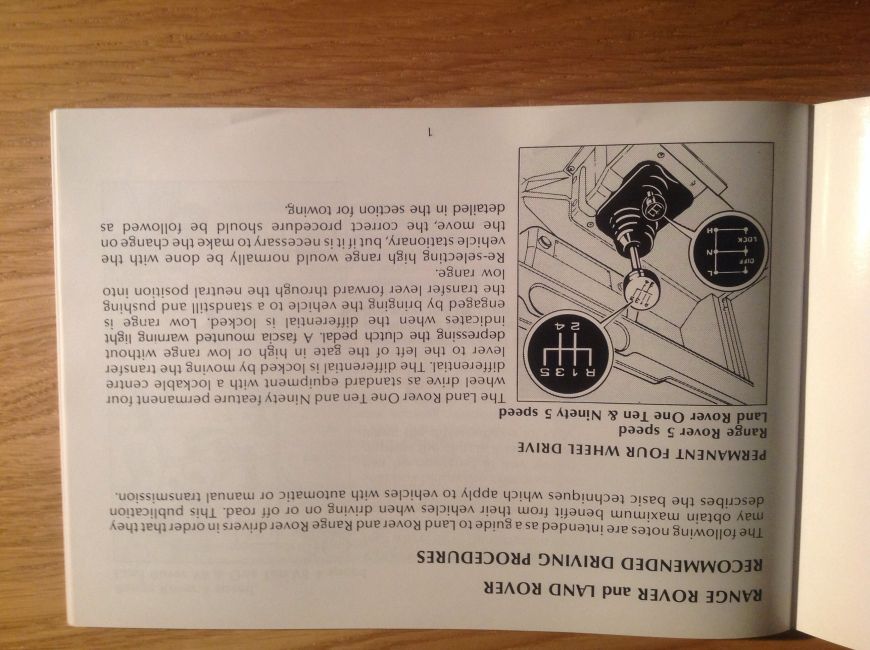 RANGE ROVER and LAND ROVER
RECOMMENDED DRIVING PROCEDURES
The following notes are intended as a guide to Land Rover and Range Rover drivers in order that they
may obtain maximum benefit from their vehicles when driving on or off road. This publication
describes the basic techniques which apply to vehicles with automatic or manual transmission.
PERMANENT FOUR WHEEL DRIVE
Range Rover 5 speed
Land Rover One Ten & Ninety 5 speed
R 1 3 5
2 4
L
DIFF
N
LOCK
H
The Land Rover One Ten and Ninety feature permanent four
wheel drive as standard equipment with a lockable centre
differential. The differential is locked by moving the transfer
lever to the left of the gate in high or low range without
depressing the clutch pedal. A fascia mounted warning light
indicates when the differential is locked. Low range is
engaged by bringing the vehicle to a standstill and pushing
the transfer lever forward through the neutral position into
low range.
Re-selecting high range would normally be done with the
vehicle stationary, but if it is necessary to make the change on
the move, the correct procedure should be followed as
detailed in the section for towing.
1